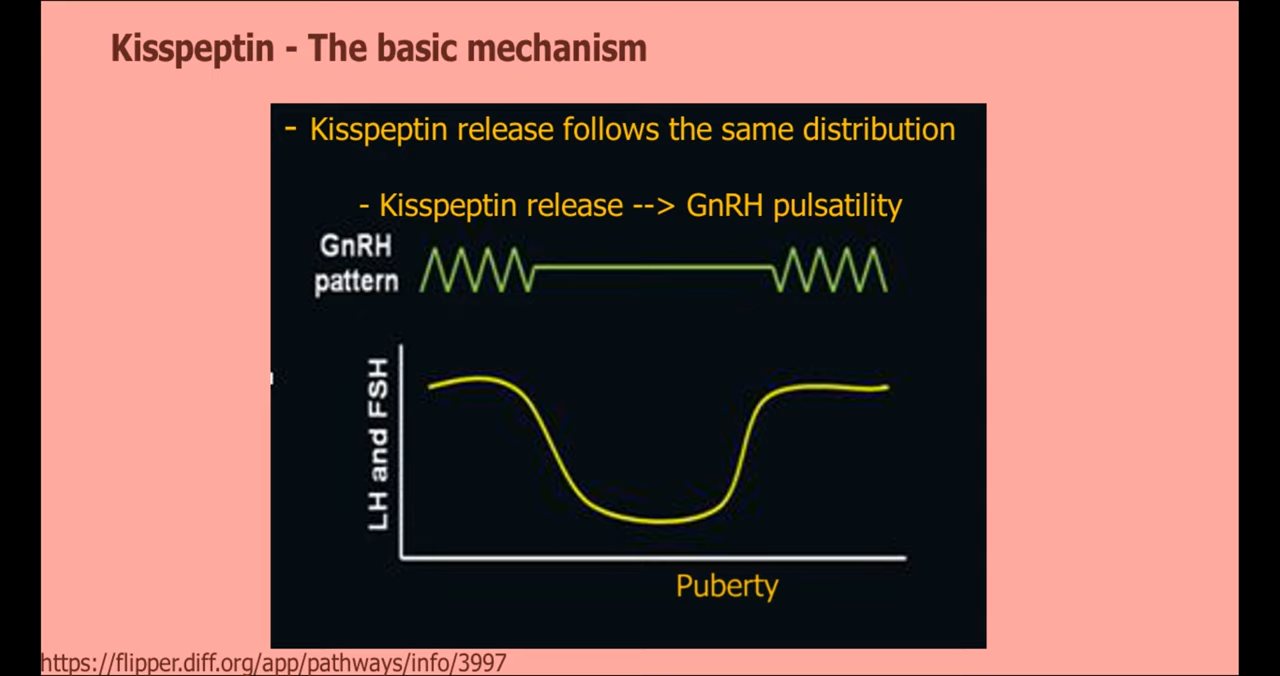 Kisspeptin - The basic mechanism
- Kisspeptin release follows the same distribution
- Kisspeptin release --> GnRH pulsatility
GnRH
pattern
LH and FSH
Puberty
https://flipper.diff.org/app/pathways/info/3997